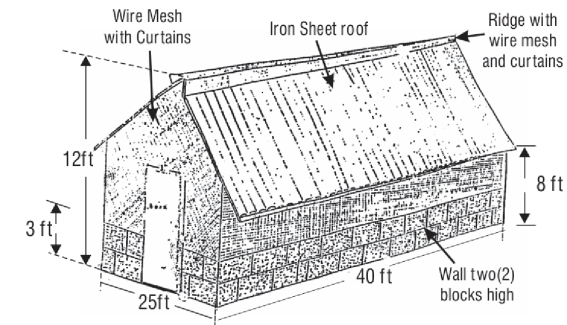 Wire Mesh
with Curtains
Iron Sheet roof
Ridge with
wire mesh
and curtains
12ft
8 ft
3 ft
40 ft
25ft
Wall two(2)
blocks high